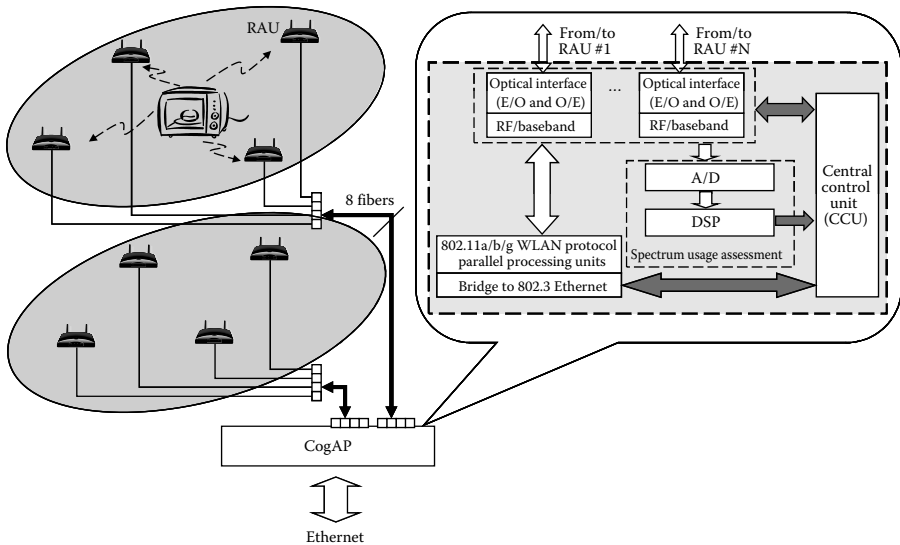 RAU
8 fibers
CogAP
Ethernet
From/to
RAU #1
From/to
RAU #N
Optical interface
(E/O and O/E)
RF/baseband
...
Optical interface
(E/O and O/E)
RF/baseband
A/D
DSP
Spectrum usage assessment
Central
control
unit
(CCU)
802.11a/b/g WLAN protocol
parallel processing units
Bridge to 802.3 Ethernet